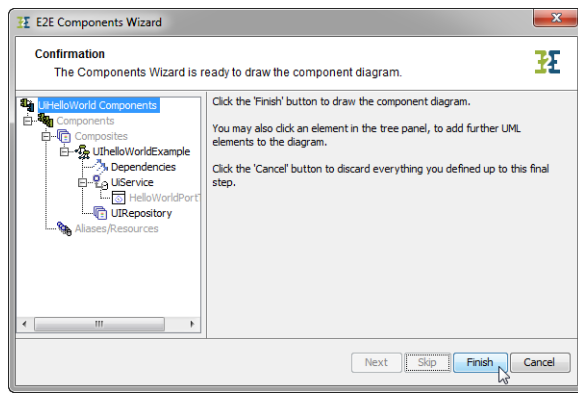 E2E Components Wizard
Confirmation
The Components Wizard is ready to draw the component diagram.
E2E
UiHelloWorld Components
Components
Composites
UIhelloWorldExample
Dependencies
UiService
HelloWorldPortT
UIRepository
Aliases/Resources
Click the 'Finish' button to draw the component diagram.
You may also click an element in the tree panel, to add further UML
elements to the diagram.
Click the 'Cancel' button to discard everything you defined up to this final
step.
Next Skip Finish Cancel